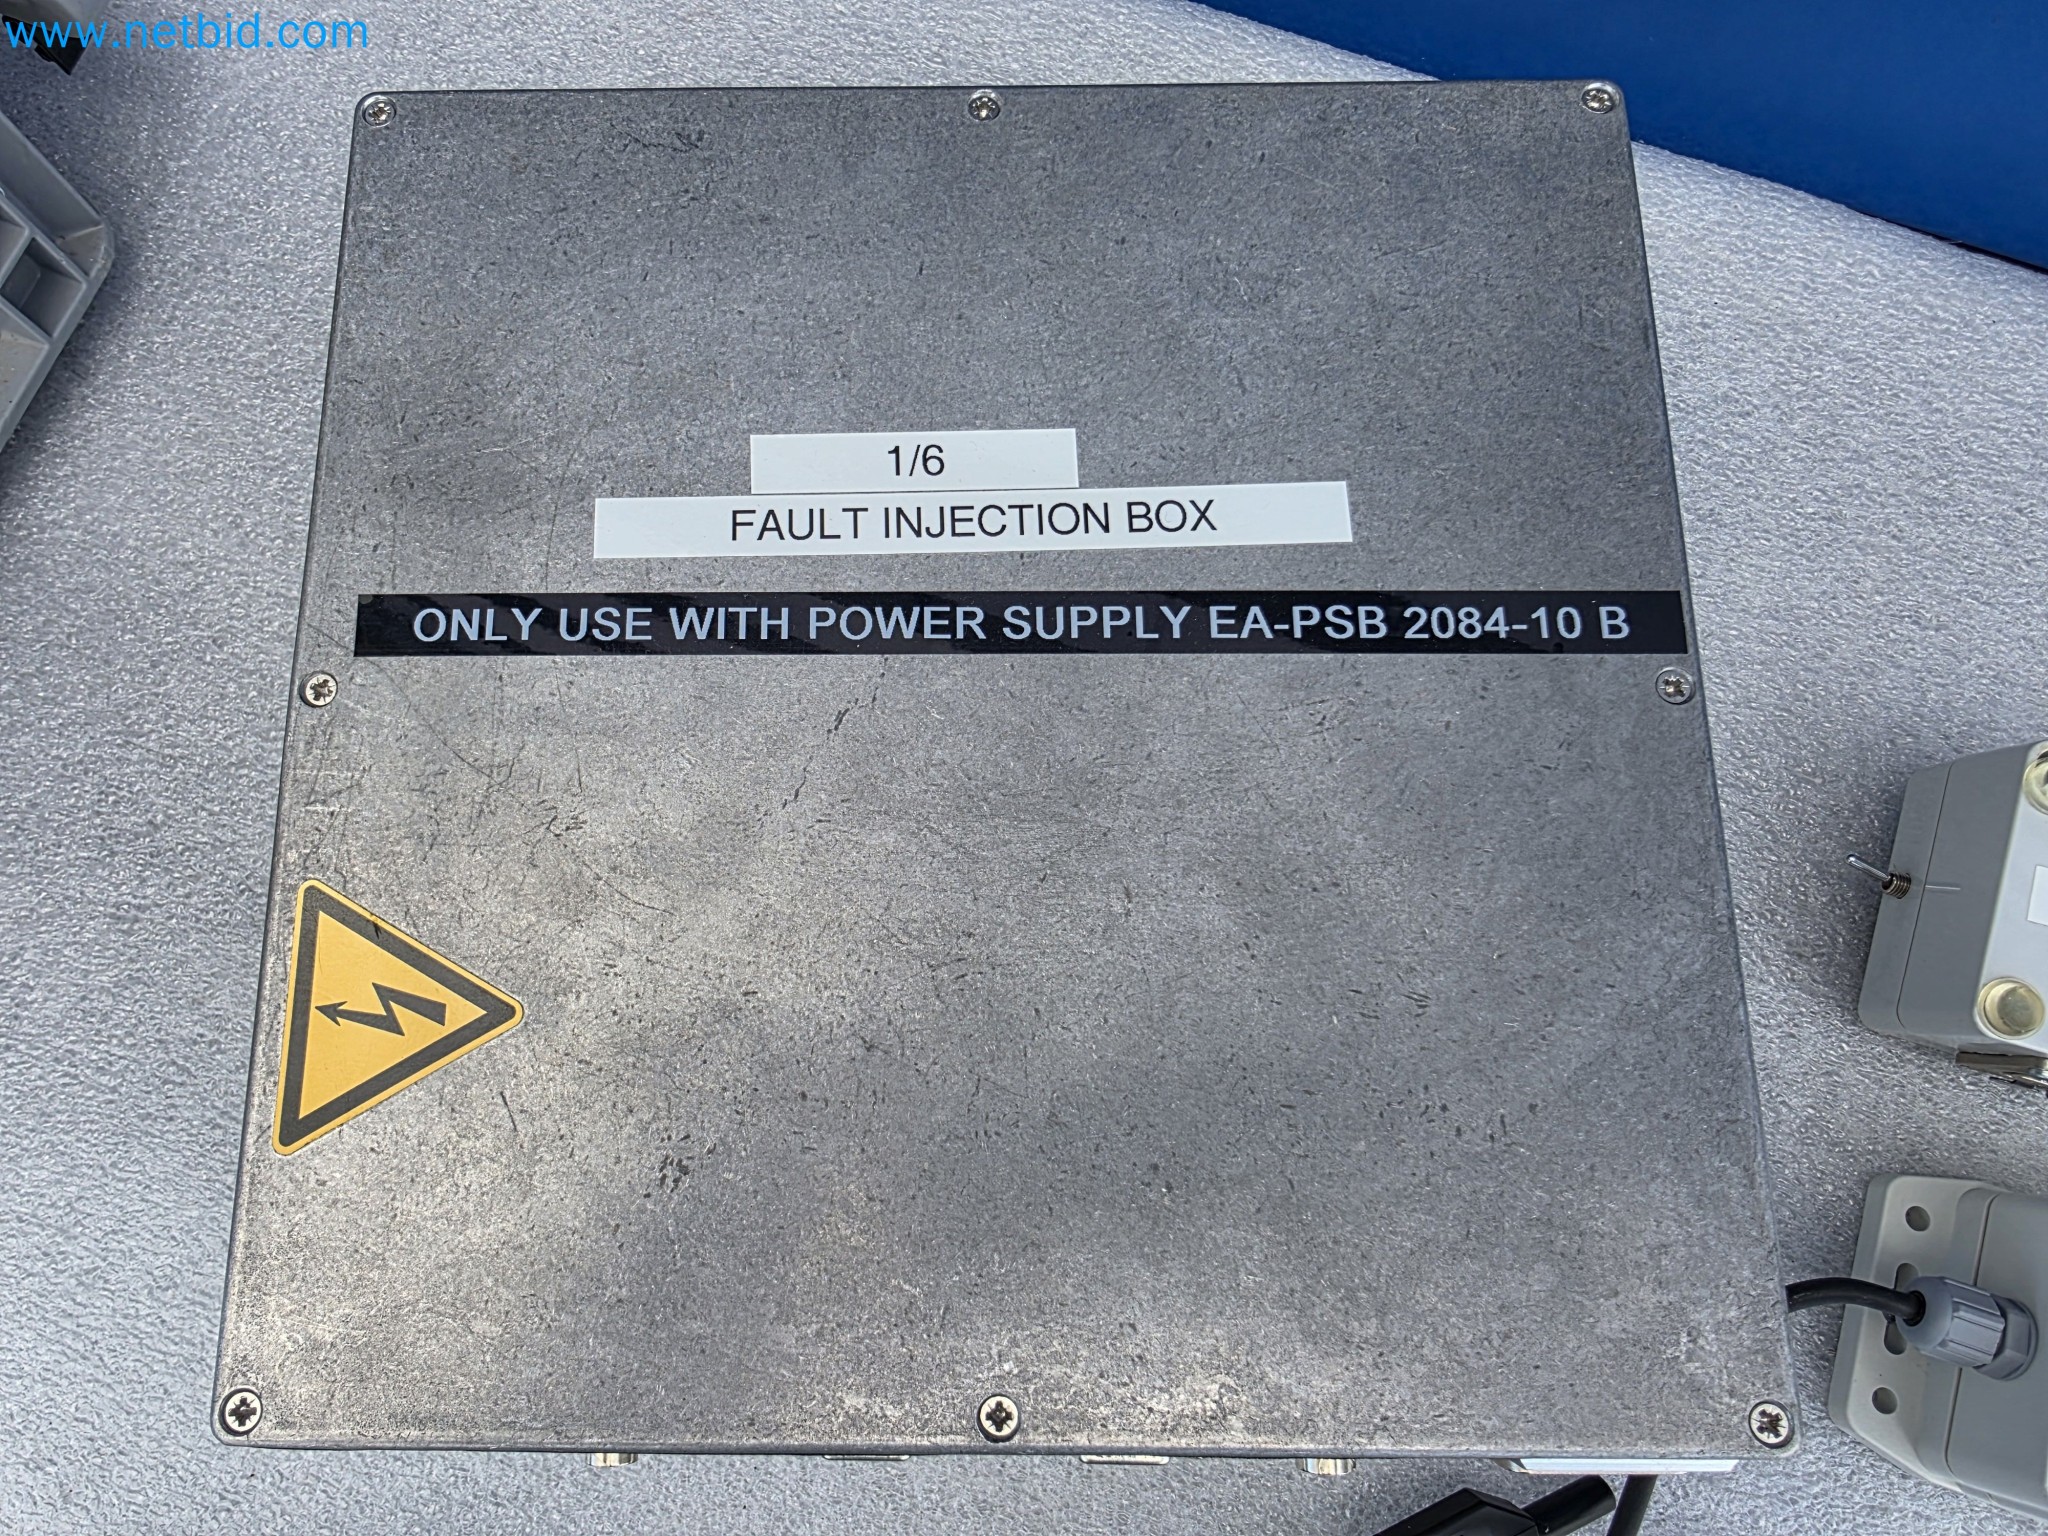 www.netbid.com
1/6
FAULT INJECTION BOX
ONLY USE WITH POWER SUPPLY EA-PSB 2084-10 B